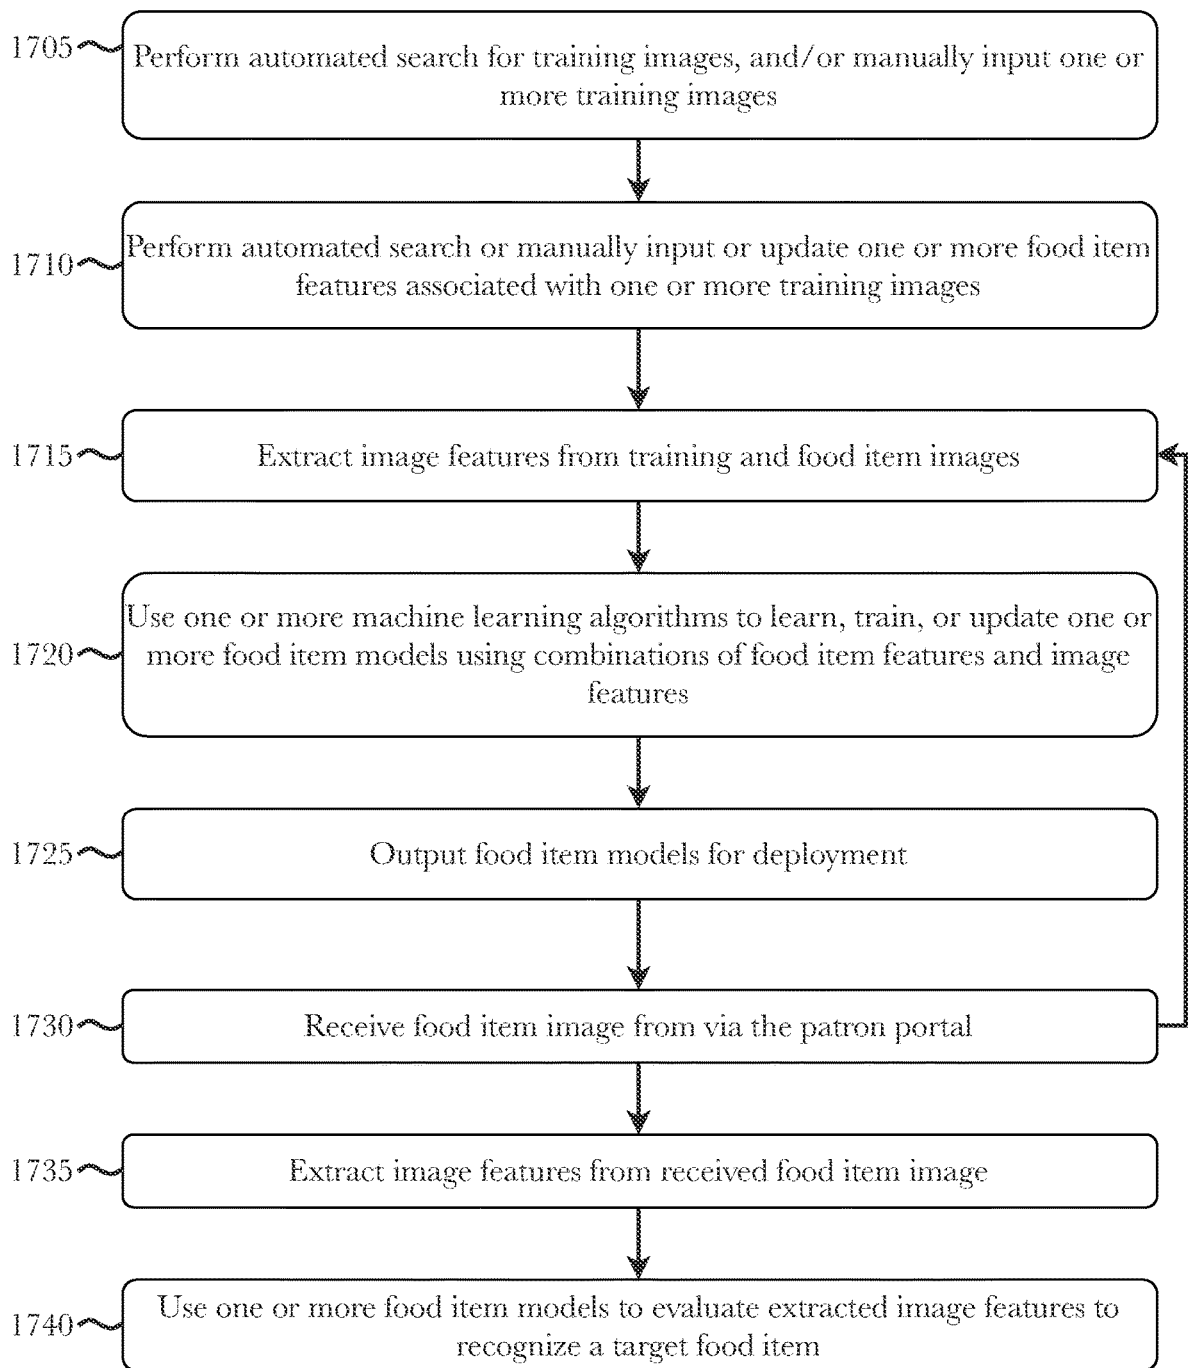 1705
Perform automated search for training images, and/or manually input one or
more training images
1710
Perform automated search or manually input or update one or more food item
features associated with one or more training images
1715
Extract image features from training and food item images
1720
Use one or more machine learning algorithms to learn, train, or update one or
more food item models using combinations of food item features and image
features
1725
Output food item models for deployment
1730
Receive food item image from via the patron portal
1735
Extract image features from received food item image
1740
Use one or more food item models to evaluate extracted image features to
recognize a target food item